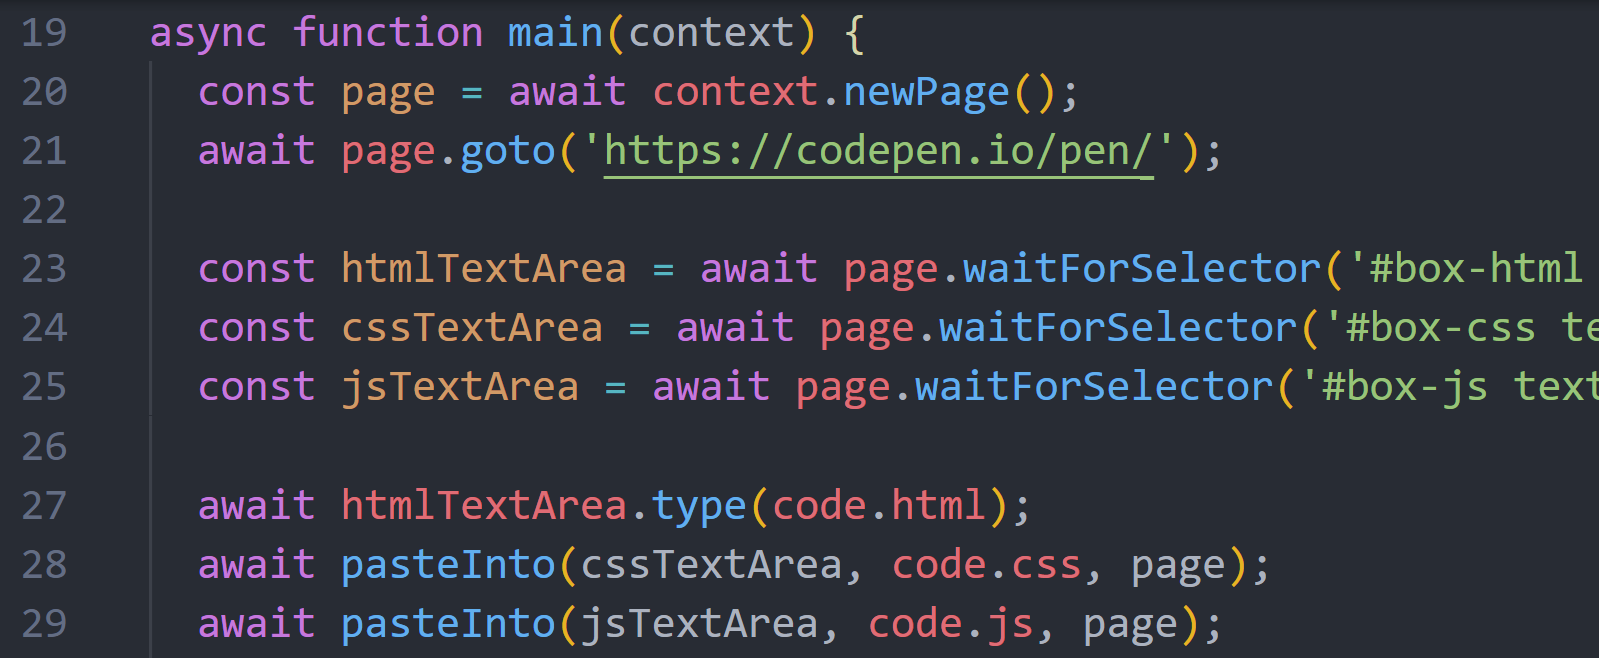 19 async function main(context) {
20 const page = await context.newPage();
21 await page.goto('https://codepen.io/pen/');
22
23 const htmlTextArea = await page.waitForSelector('#box-html
24 const cssTextArea = await page.waitForSelector('#box-css te
25 const jsTextArea = await page.waitForSelector('#box-js text
26
27 await htmlTextArea.type(code.html);
28 await pasteInto(cssTextArea, code.css, page);
29 await pasteInto(jsTextArea, code.js, page);